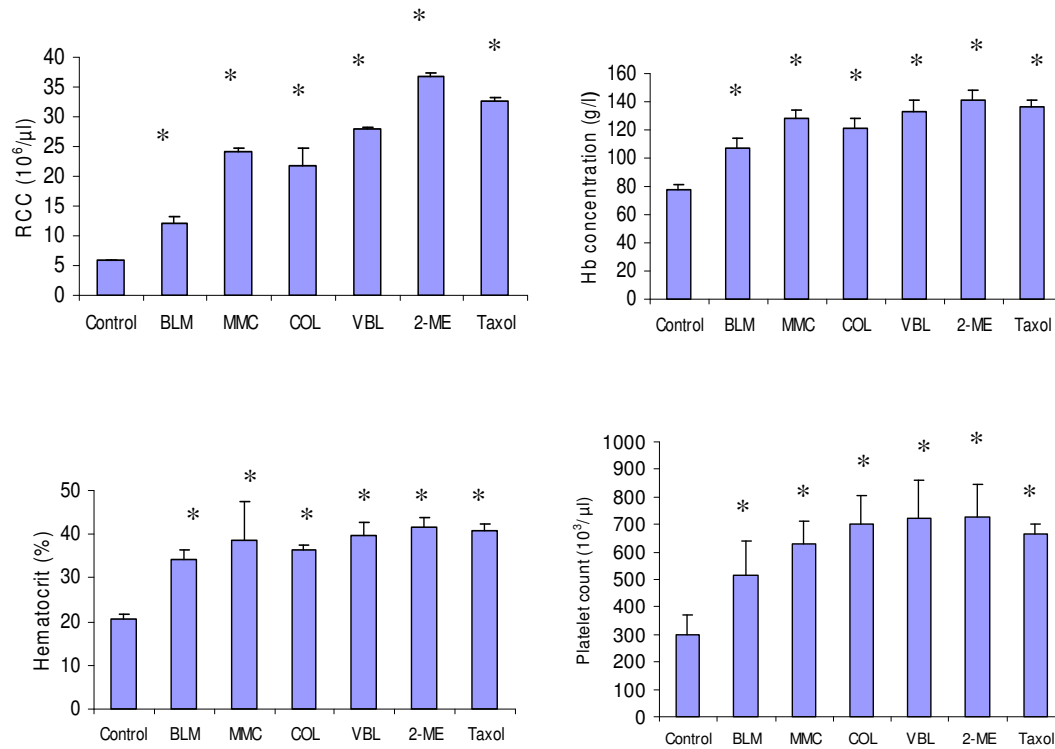 * * * * * *
RCC (10⁶/µl)
40
35
30
25
20
15
10
5
0
Control BLM MMC COL VBL 2-ME Taxol
* * * * * *
Hb concentration (g/l)
160
140
120
100
80
60
40
20
0
Control BLM MMC COL VBL 2-ME Taxol
* * * * * *
Hematocrit (%)
50
40
30
20
10
0
Control BLM MMC COL VBL 2-ME Taxol
* * * * * *
Platelet count (10³/µl)
1000
900
800
700
600
500
400
300
200
100
0
Control BLM MMC COL VBL 2-ME Taxol